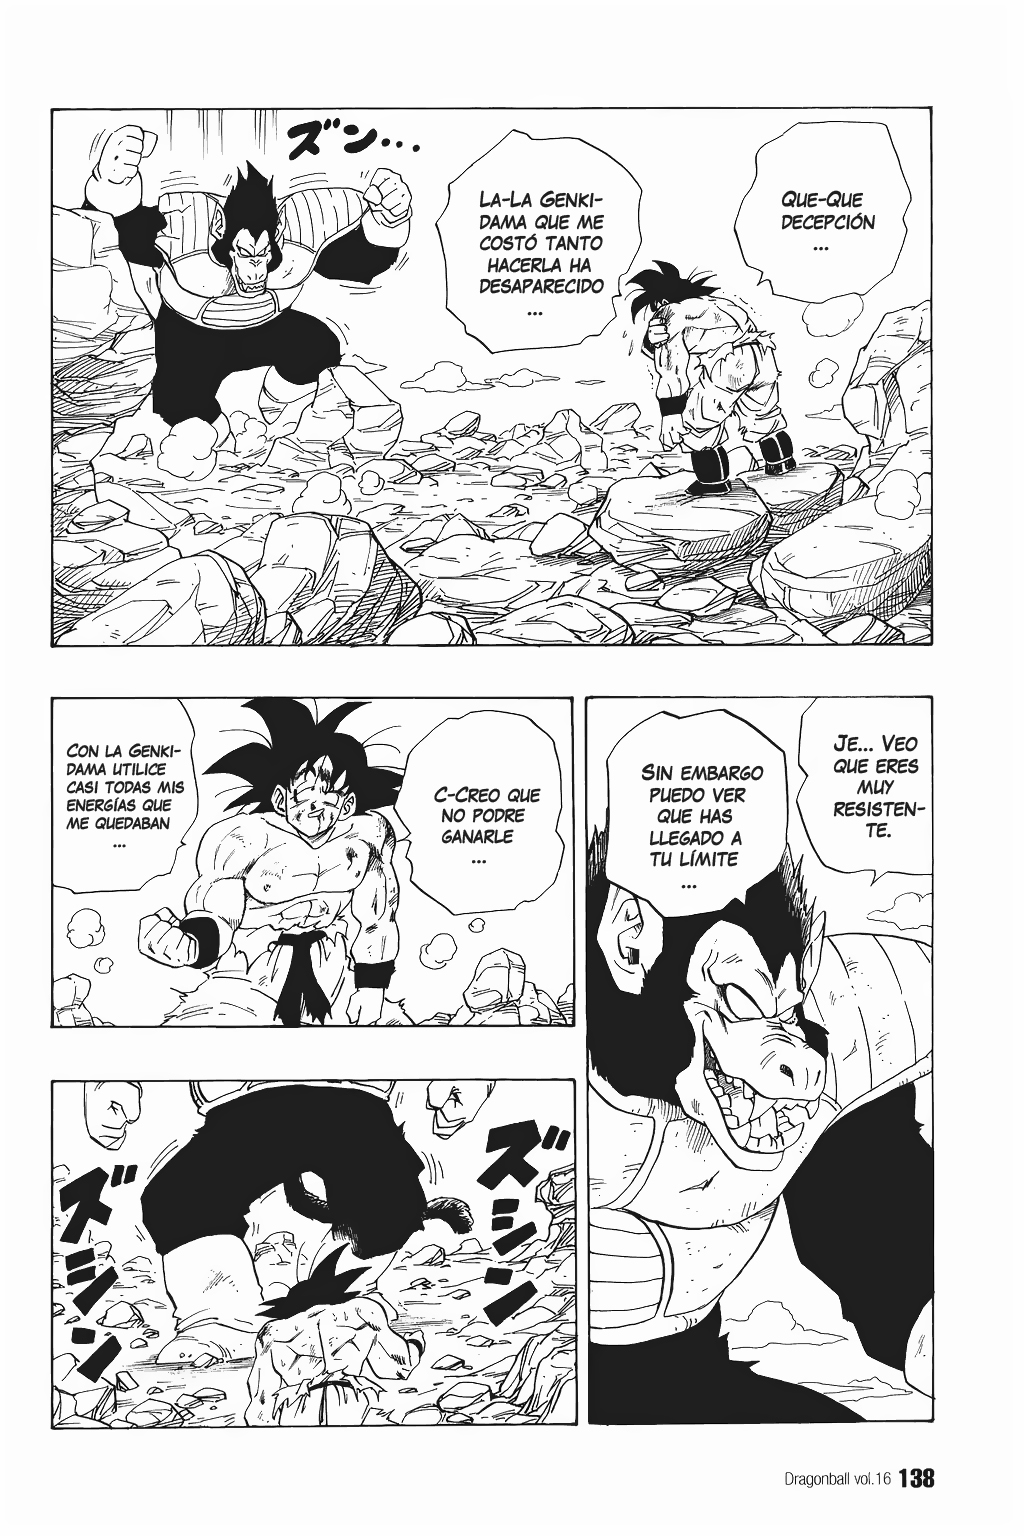 ズン...
QUE-QUE
DECEPCIÓN
...
LA-LA GENKI-
DAMA QUE ME
COSTÓ TANTO
HACERLA HA
DESAPARECIDO
...
JE... VEO
QUE ERES
MUY
RESISTEN-
TE.
SIN EMBARGO
PUEDO VER
QUE HAS
LLEGADO A
TU LÍMITE
...
C-CREO QUE
NO PODRE
GANARLE
...
CON LA GENKI-
DAMA UTILICE
CASI TODAS MIS
ENERGÍAS QUE
ME QUEDABAN
...
ズシン
ズシン
Dragonball vol.16 138